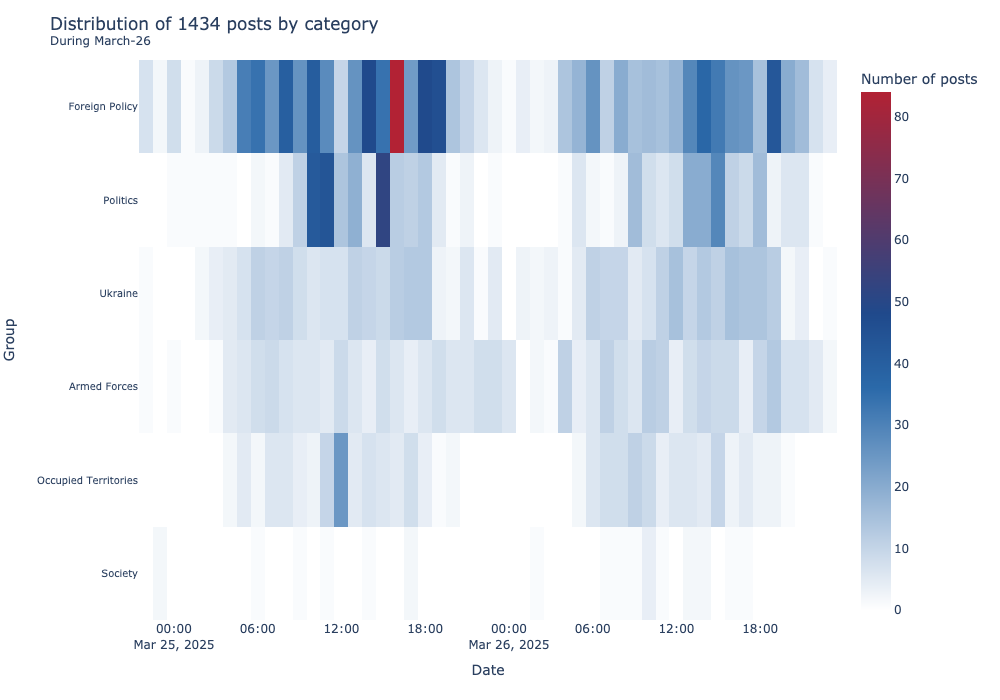 Distribution of 1434 posts by category
During March-26
Number of posts
Foreign Policy
Politics
Ukraine
Armed Forces
Occupied Territories
Society
Group
80
70
60
50
40
30
20
10
0
00:00
Mar 25, 2025
06:00
12:00
18:00
00:00
Mar 26, 2025
06:00
12:00
18:00
Date